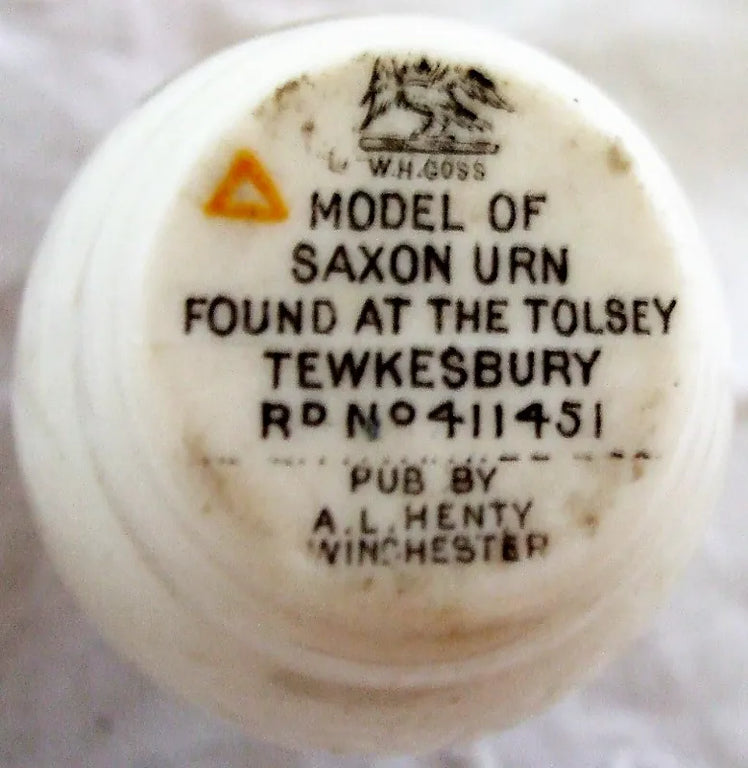 W.H.GOSS
MODEL OF
SAXON URN
FOUND AT THE TOLSEY
TEWKESBURY
RD NO 411451
PUB BY
A.L.HENTY
WINCHESTER